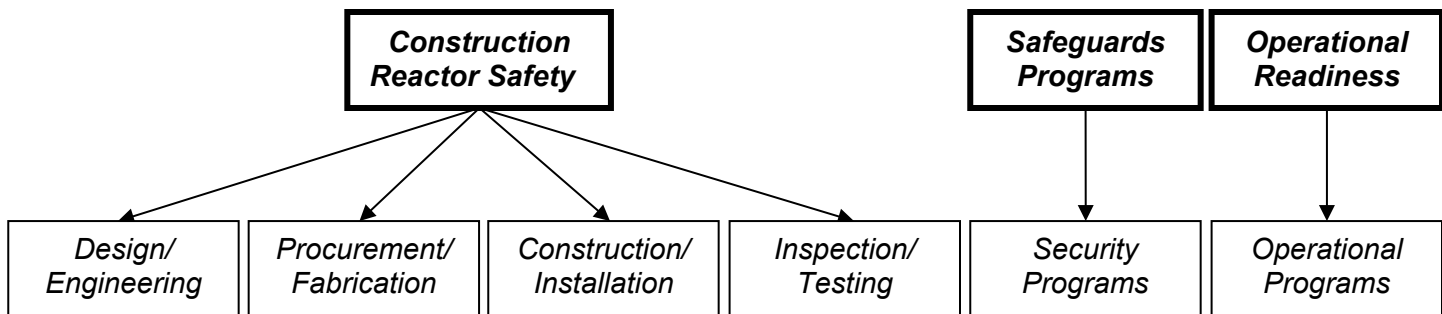 Construction
Reactor Safety
Safeguards
Programs
Operational
Readiness
Design/
Engineering
Procurement/
Fabrication
Construction/
Installation
Inspection/
Testing
Security
Programs
Operational
Programs